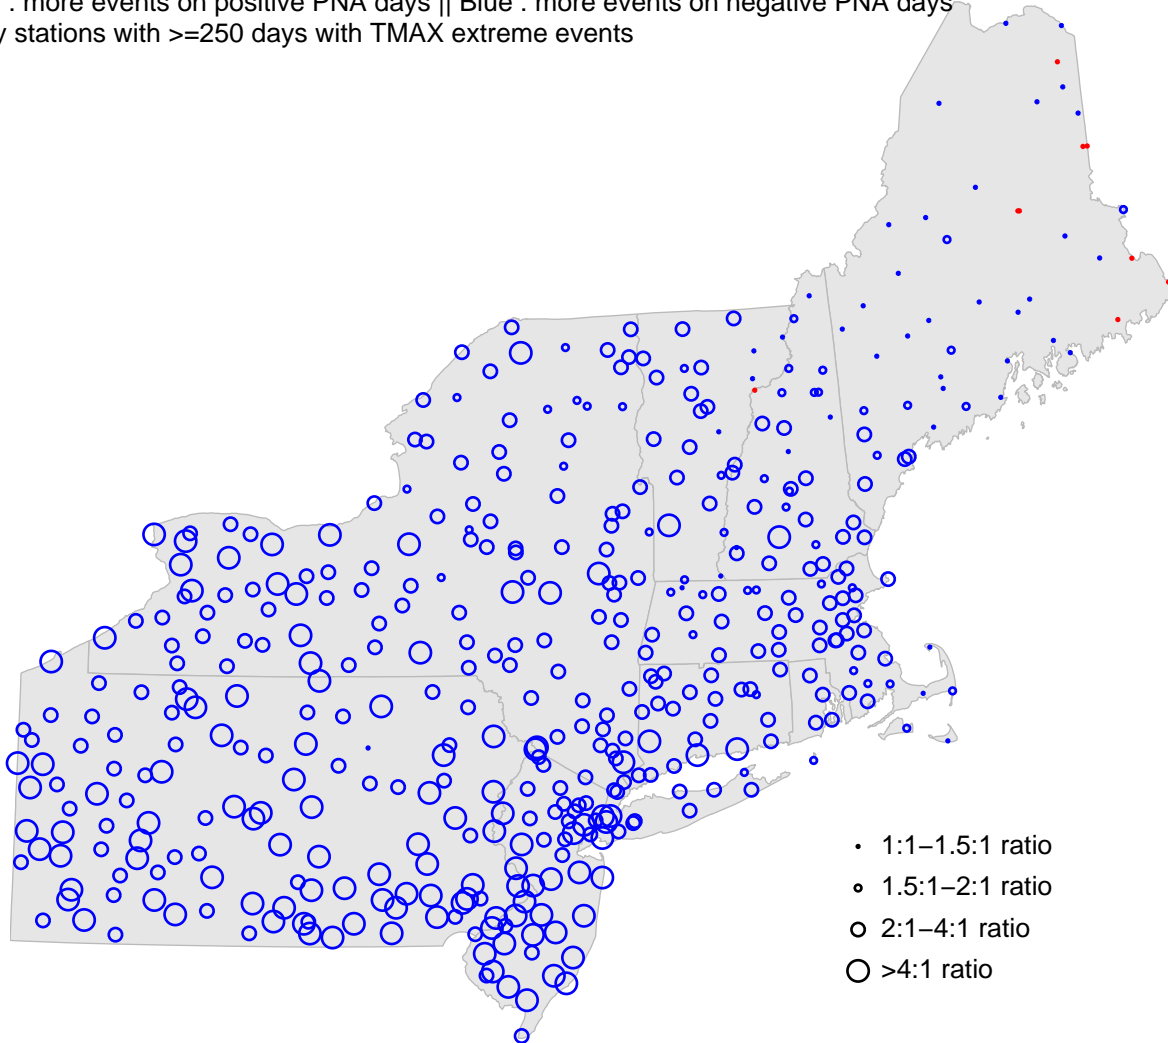 : more events on positive PNA days || Blue : more events on negative PNA days
stations with >=250 days with TMAX extreme events
1:1−1.5:1 ratio
1.5:1−2:1 ratio
2:1−4:1 ratio
>4:1 ratio